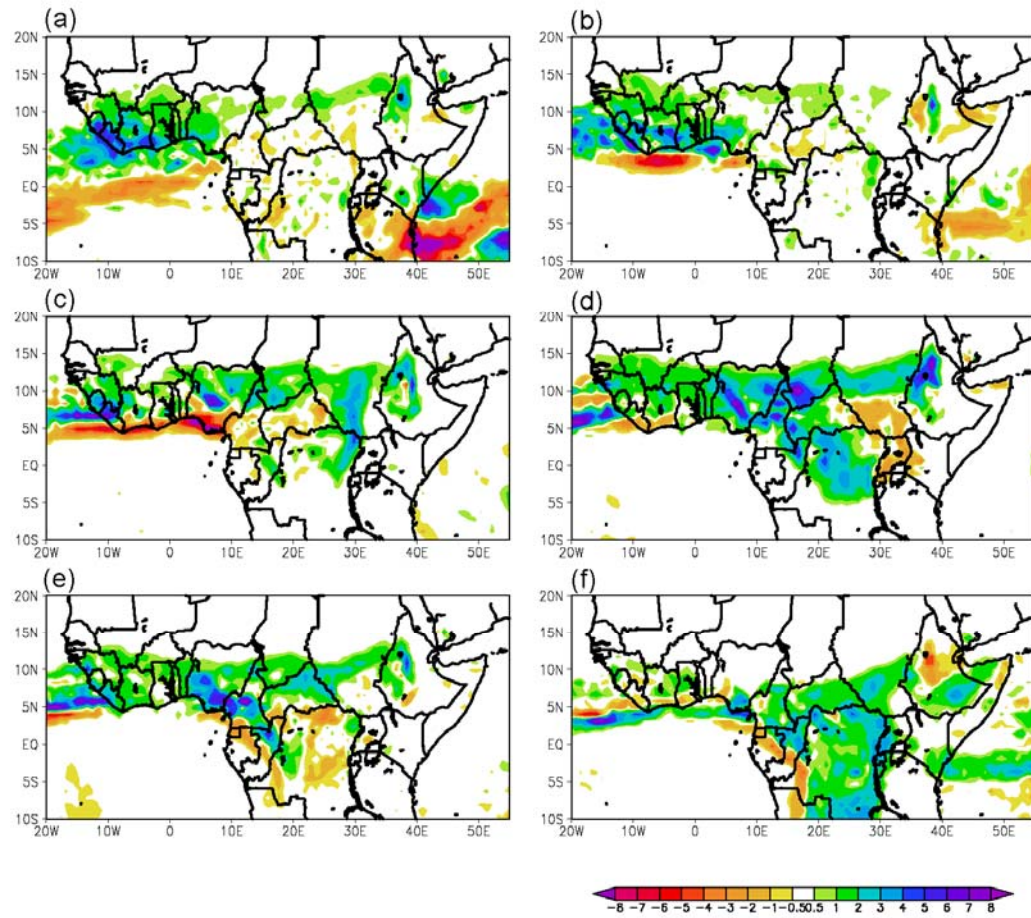 (a) (b)
20N 20N
15N 15N
10N 10N
5N 5N
EQ EQ
5S 5S
10S 10S
20W 10W 0 10E 20E 30E 40E 50E 20W 10W 0 10E 20E 30E 40E 50E
(c) (d)
20N 20N
15N 15N
10N 10N
5N 5N
EQ EQ
5S 5S
10S 10S
20W 10W 0 10E 20E 30E 40E 50E 20W 10W 0 10E 20E 30E 40E 50E
(e) (f)
20N 20N
15N 15N
10N 10N
5N 5N
EQ EQ
5S 5S
10S 10S
20W 10W 0 10E 20E 30E 40E 50E 20W 10W 0 10E 20E 30E 40E 50E
-8 -7 -6 -5 -4 -3 -2 -1 -0.5 0.5 1 2 3 4 5 6 7 8